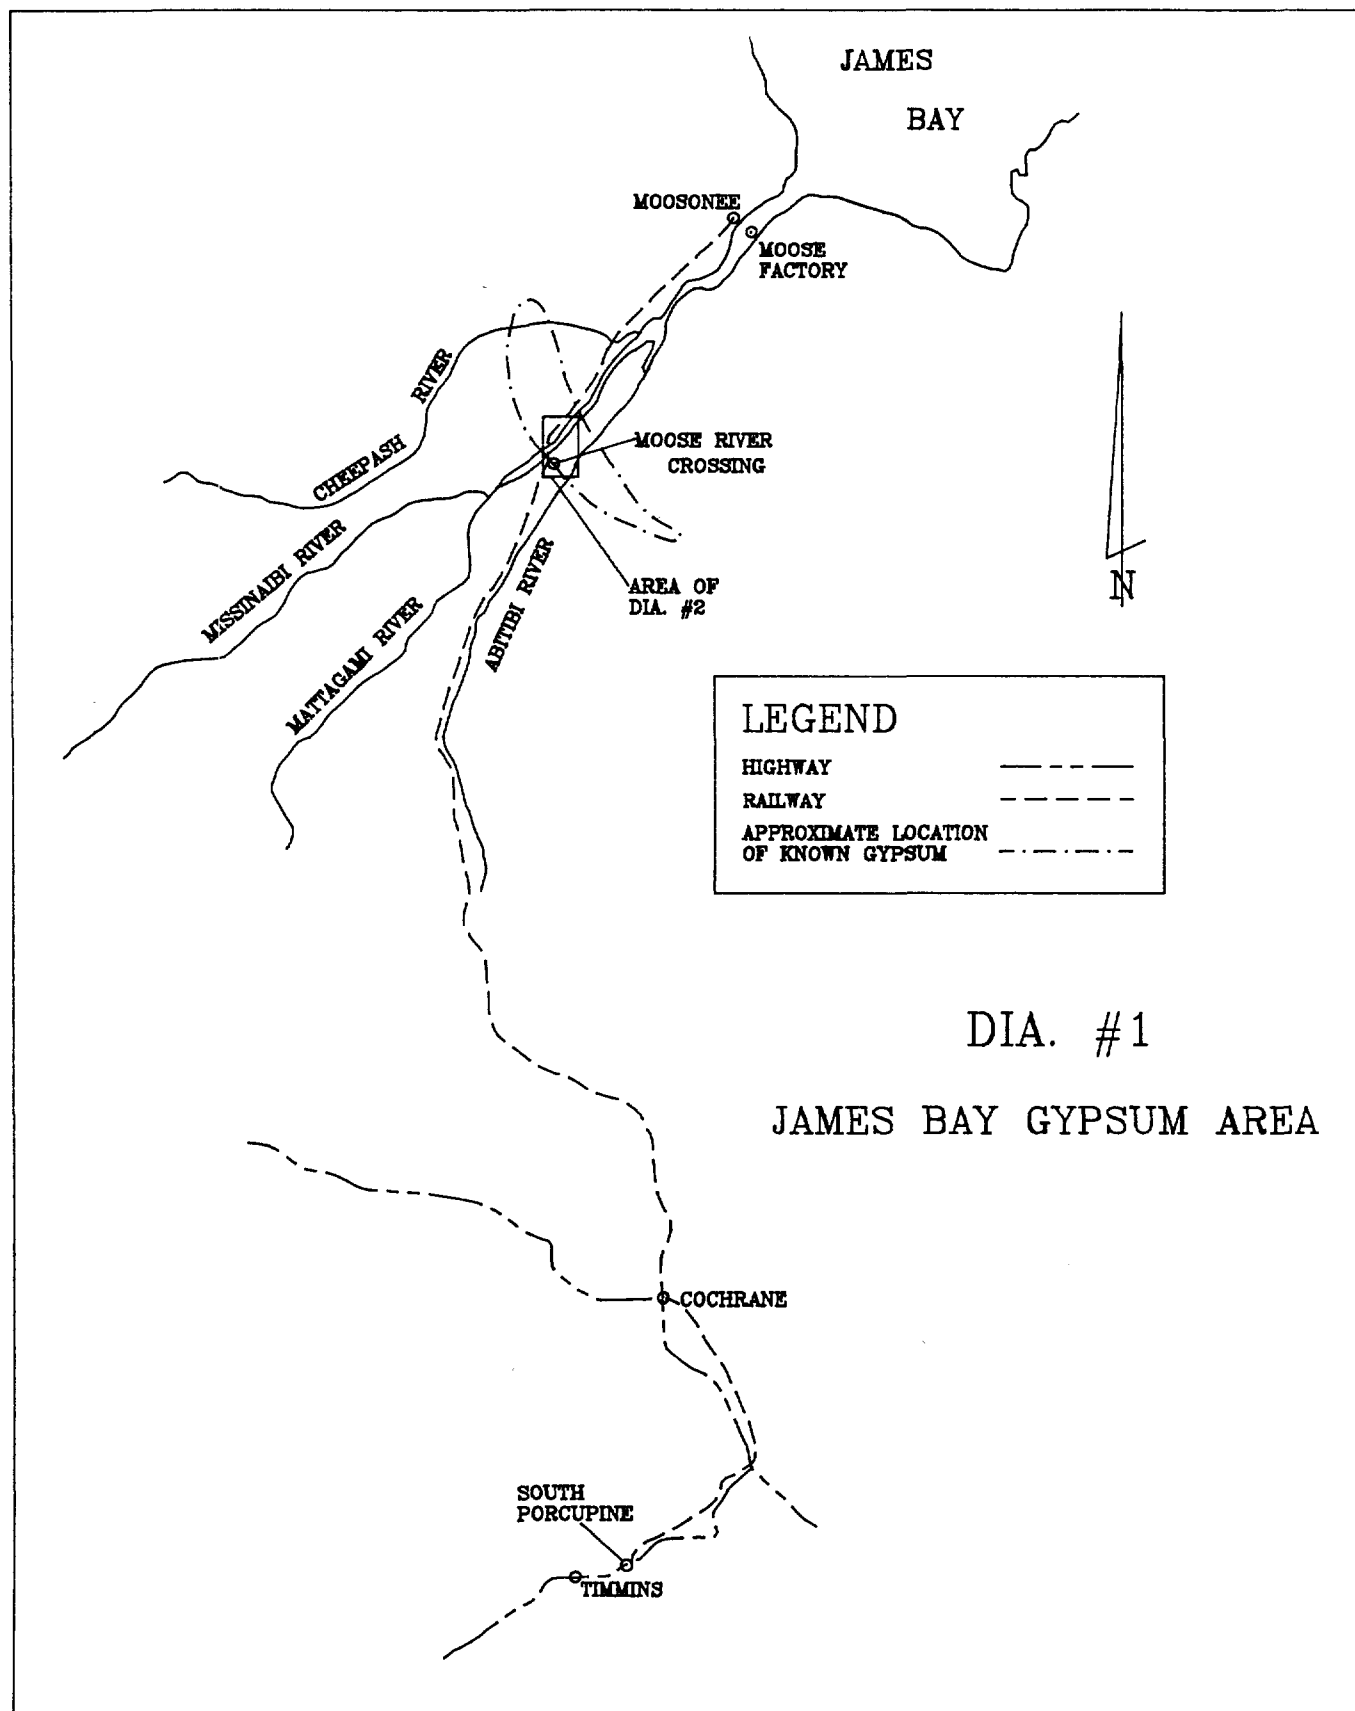 JAMES
BAY
MOOSONEE
MOOSE
FACTORY
CHEEPASH RIVER
MOOSE RIVER
CROSSING
MISSINAIBI RIVER
MATTAGAMI RIVER
ABITIBI RIVER
AREA OF
DIA. #2
N
LEGEND
HIGHWAY
RAILWAY
APPROXIMATE LOCATION
OF KNOWN GYPSUM
DIA. #1
JAMES BAY GYPSUM AREA
COCHRANE
SOUTH
PORCUPINE
TIMMINS